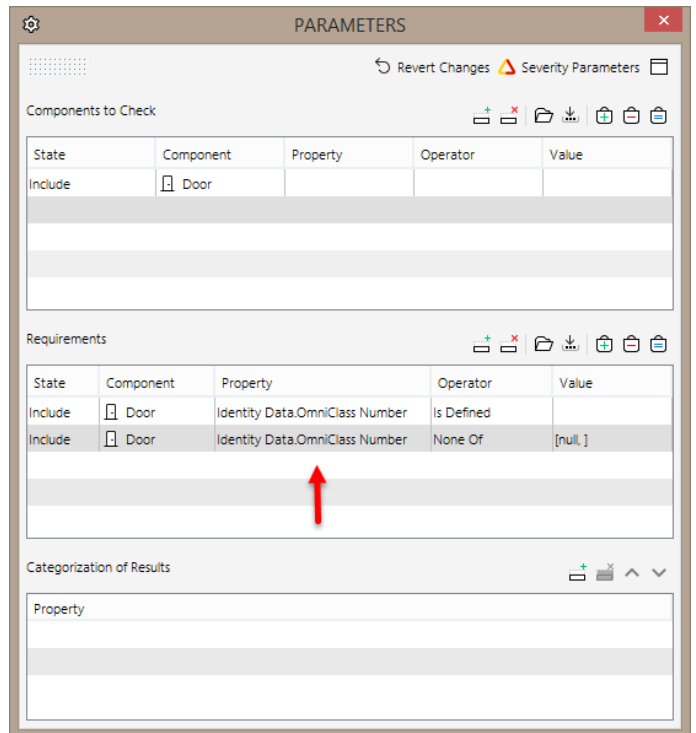 PARAMETERS
Revert Changes Severity Parameters
Components to Check
State Component Property Operator Value
Include Door
Requirements
State Component Property Operator Value
Include Door Identity Data.OmniClass Number Is Defined
Include Door Identity Data.OmniClass Number None Of [null, ]
Categorization of Results
Property